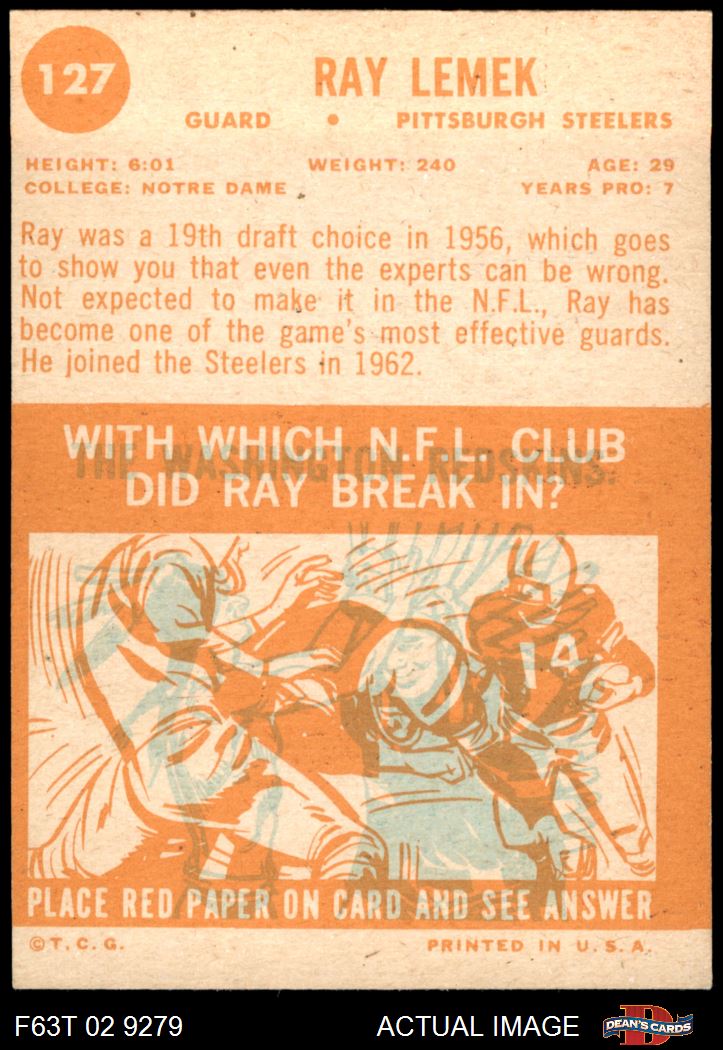 127
RAY LEMEK
GUARD • PITTSBURGH STEELERS
HEIGHT: 6:01 WEIGHT: 240 AGE: 29
COLLEGE: NOTRE DAME YEARS PRO: 7
Ray was a 19th draft choice in 1956, which goes
to show you that even the experts can be wrong.
Not expected to make it in the N.F.L., Ray has
become one of the game's most effective guards.
He joined the Steelers in 1962.
WITH WHICH N.F.L. CLUB
THE WASHINGTON REDSKINS.
DID RAY BREAK IN?
14
PLACE RED PAPER ON CARD AND SEE ANSWER
©T.C.G. PRINTED IN U.S.A.
F63T 02 9279 ACTUAL IMAGE D DEAN'S CARDS